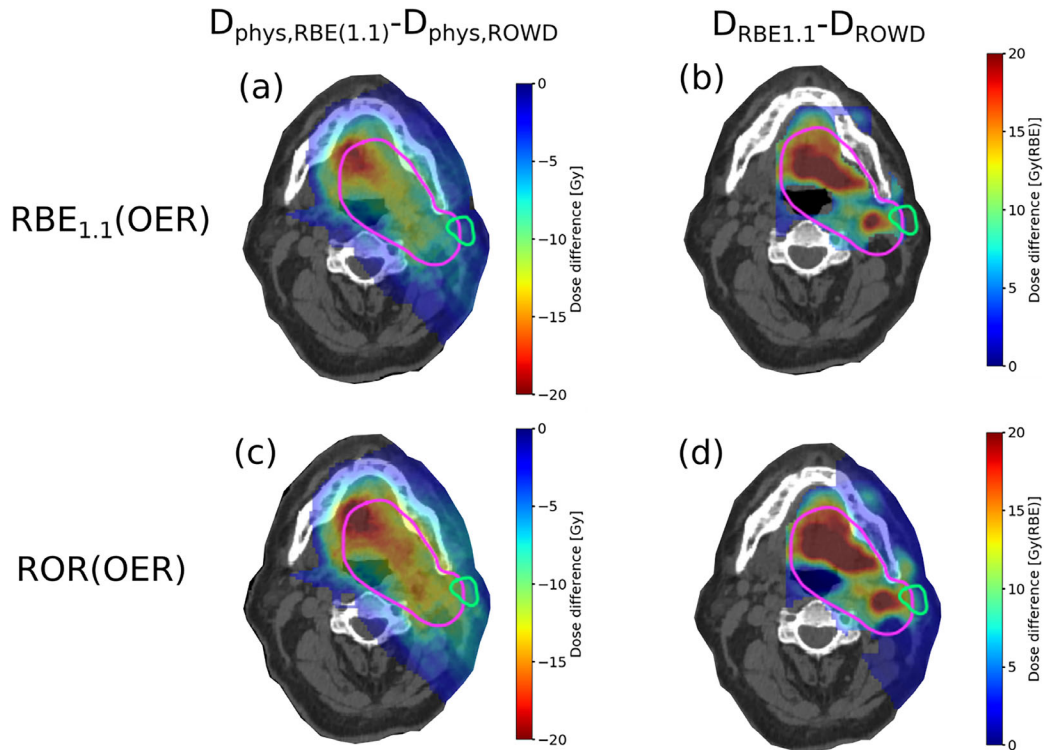 D_phys,RBE(1.1)-D_phys,ROWD
D_RBE1.1-D_ROWD
(a)
0
−5
−10
−15
−20
Dose difference [Gy]
(b)
20
15
10
5
0
Dose difference [Gy(RBE)]
RBE_1.1(OER)
(c)
0
−5
−10
−15
−20
Dose difference [Gy]
(d)
20
15
10
5
0
Dose difference [Gy(RBE)]
ROR(OER)